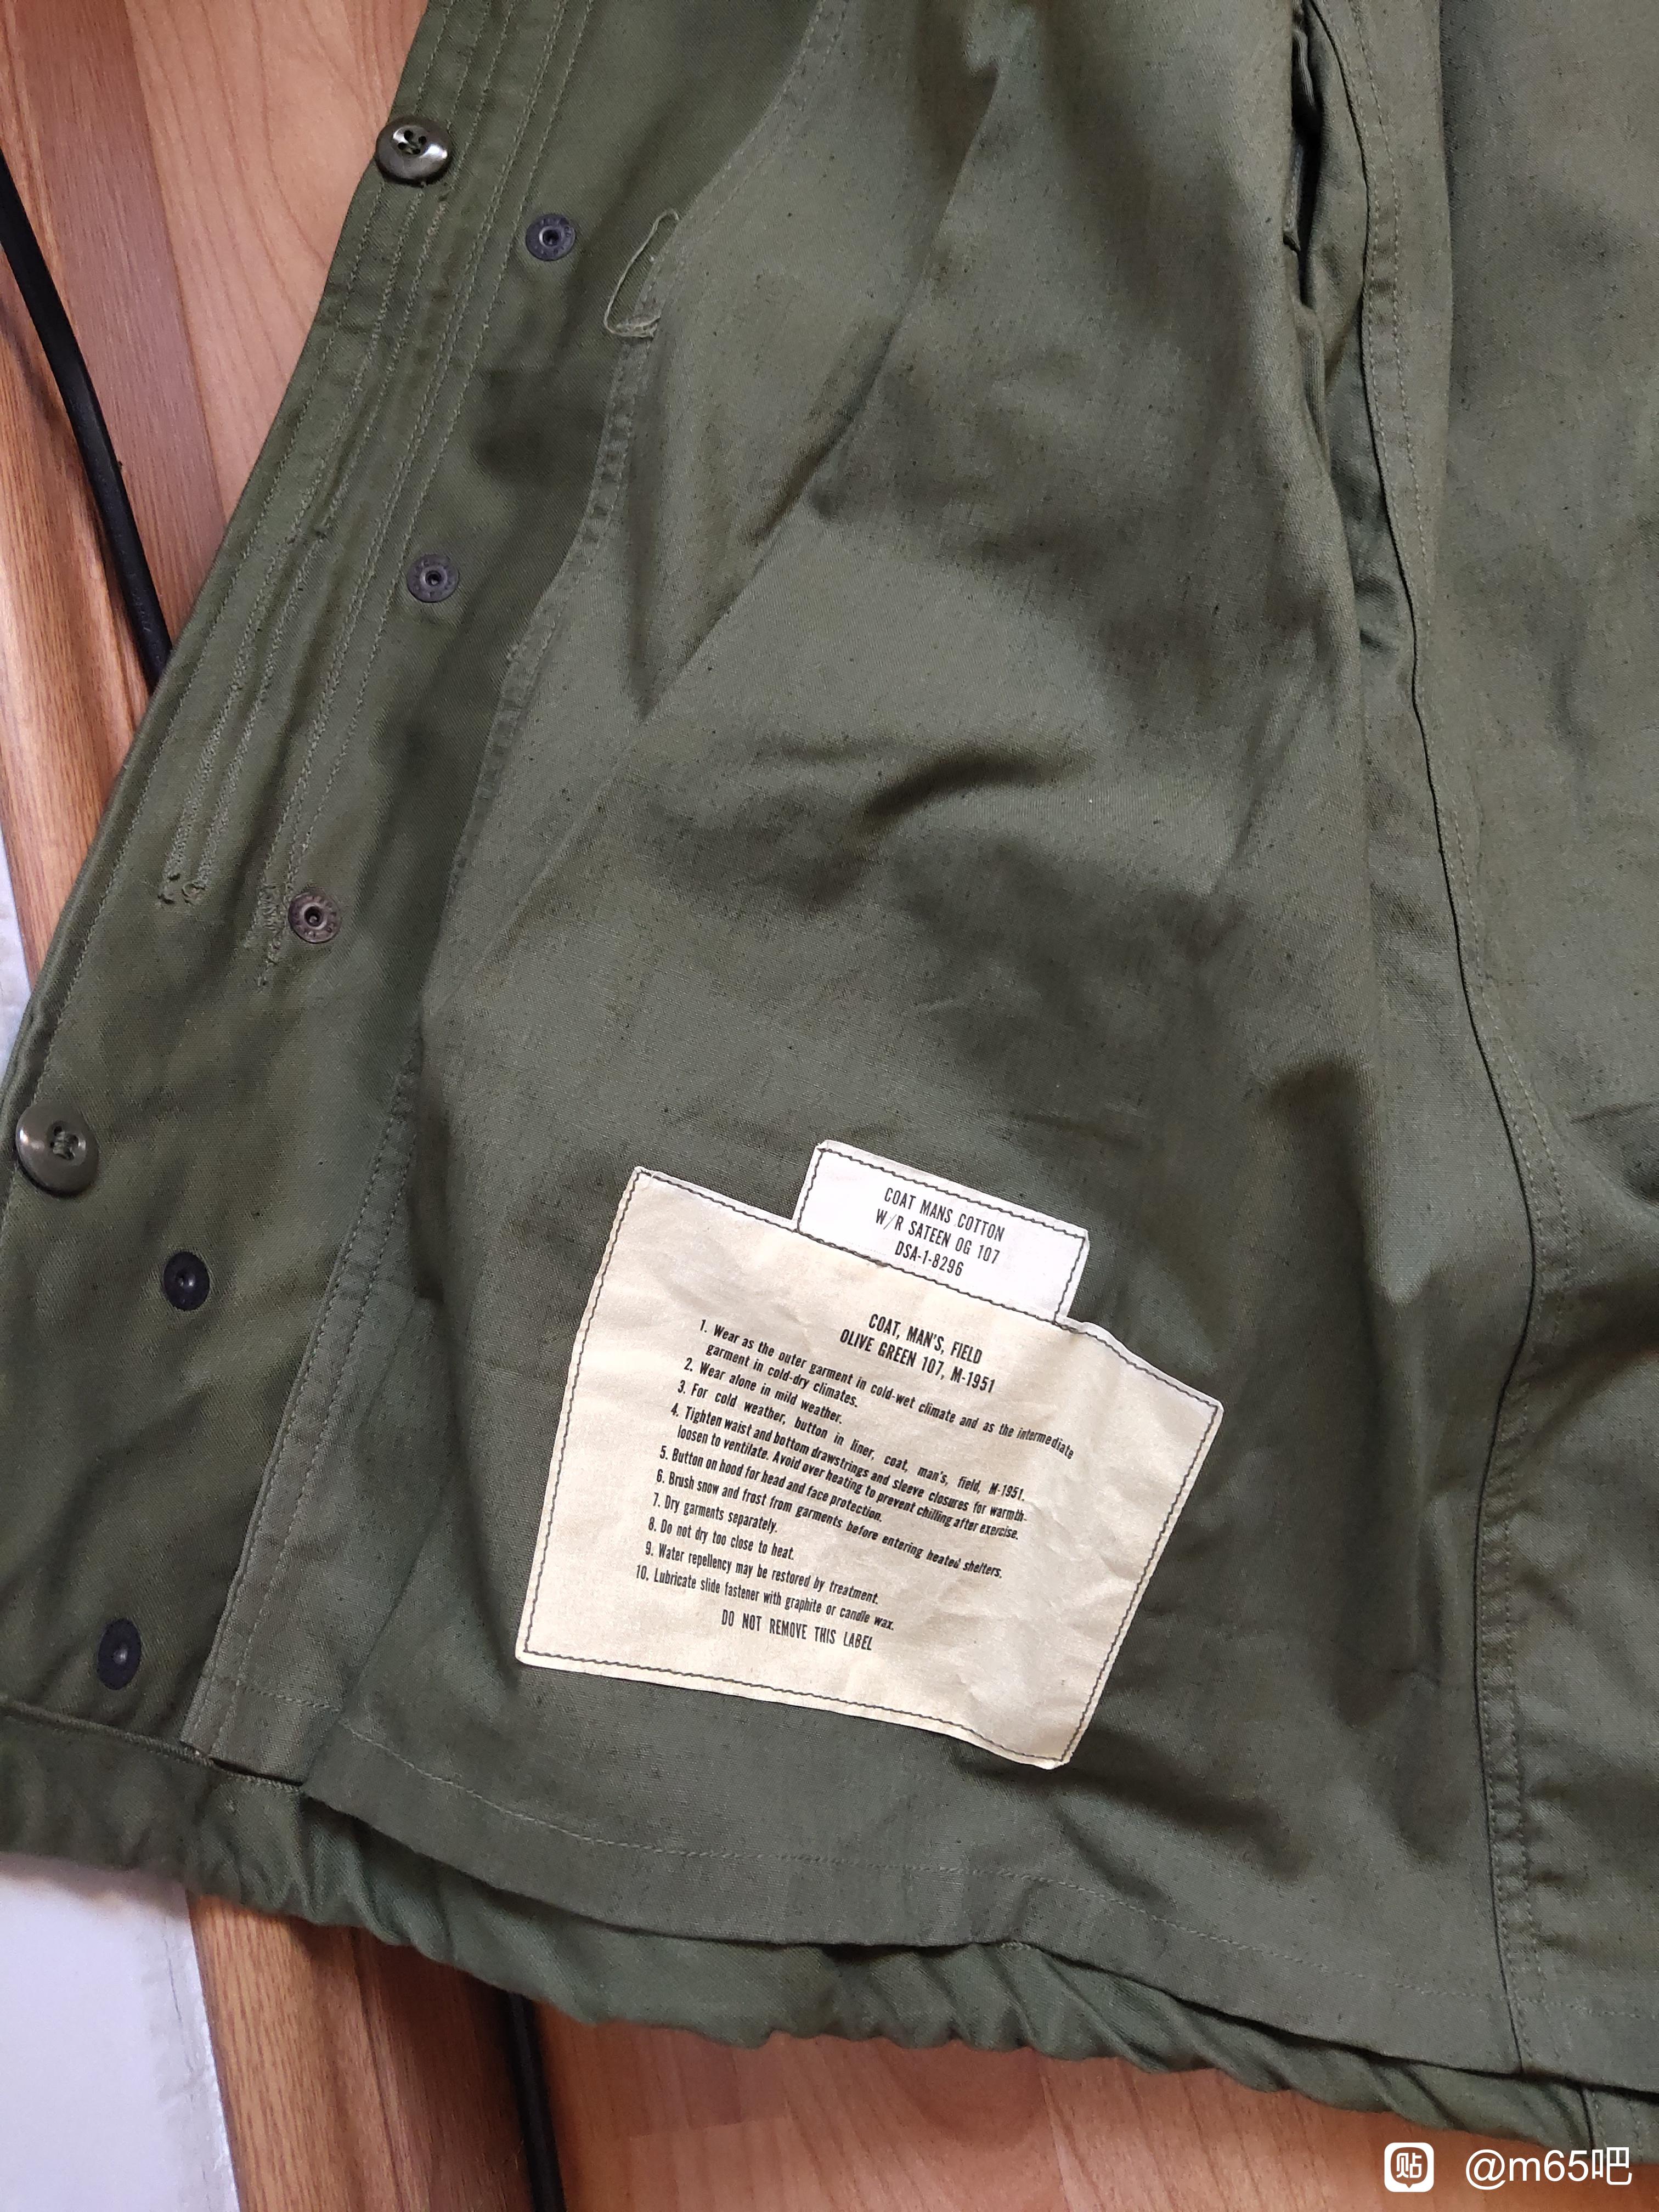 COAT MANS COTTON
W/R SATEEN OG 107
DSA-1-8296
COAT, MAN'S, FIELD
OLIVE GREEN 107, M-1951
1. Wear as the outer garment in cold-wet climate and as the intermediate
garment in cold-dry climates.
2. Wear alone in mild weather.
3. For cold weather, button in liner, coat, man's, field, M-1951.
4. Tighten waist and bottom drawstrings and sleeve closures for warmth-
loosen to ventilate. Avoid over heating to prevent chilling after exercise.
5. Button on hood for head and face protection.
6. Brush snow and frost from garments before entering heated shelters.
7. Dry garments separately.
8. Do not dry too close to heat.
9. Water repellency may be restored by treatment.
10. Lubricate slide fastener with graphite or candle wax.
DO NOT REMOVE THIS LABEL
贴 @m65吧